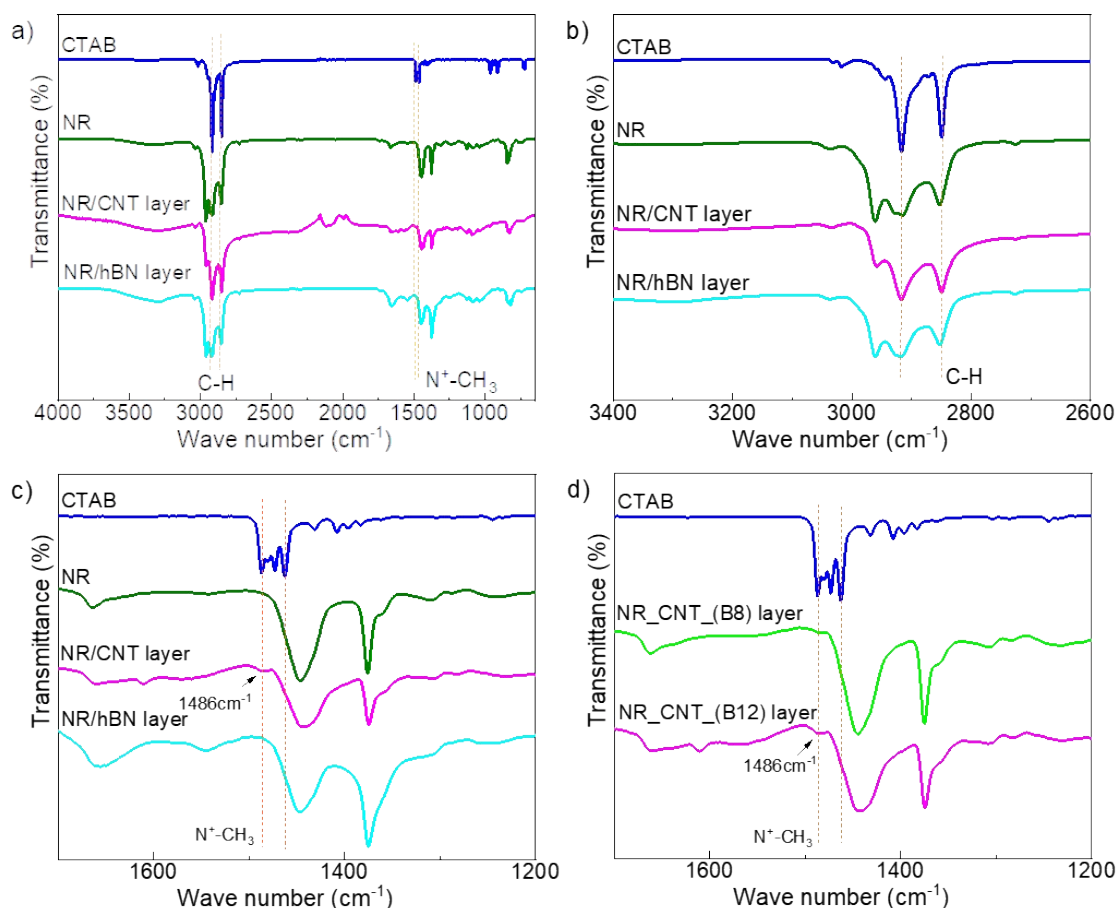 a)
CTAB
NR
NR/CNT layer
NR/hBN layer
C-H
N⁺-CH₃
Transmittance (%)
4000 3500 3000 2500 2000 1500 1000
Wave number (cm⁻¹)
b)
CTAB
NR
NR/CNT layer
NR/hBN layer
C-H
Transmittance (%)
3400 3200 3000 2800 2600
Wave number (cm⁻¹)
c)
CTAB
NR
NR/CNT layer
1486cm⁻¹
NR/hBN layer
N⁺-CH₃
Transmittance (%)
1600 1400 1200
Wave number (cm⁻¹)
d)
CTAB
NR_CNT_(B8) layer
NR_CNT_(B12) layer
1486cm⁻¹
N⁺-CH₃
Transmittance (%)
1600 1400 1200
Wave number (cm⁻¹)